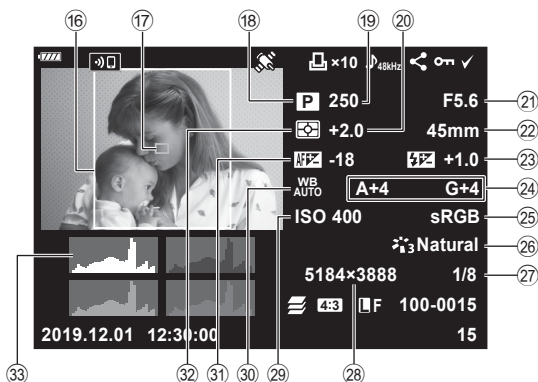 ⑯ ⑰ ⑱ ⑲ ⑳
×10 48kHz
P 250 F5.6 ㉑
+2.0 45mm ㉒
AF -18 +1.0 ㉓
WB AUTO A+4 G+4 ㉔
ISO 400 sRGB ㉕
3 Natural ㉖
5184×3888 1/8 ㉗
4:3 L F 100-0015
2019.12.01 12:30:00 15
㉝ ㉜ ㉛ ㉚ ㉙ ㉘